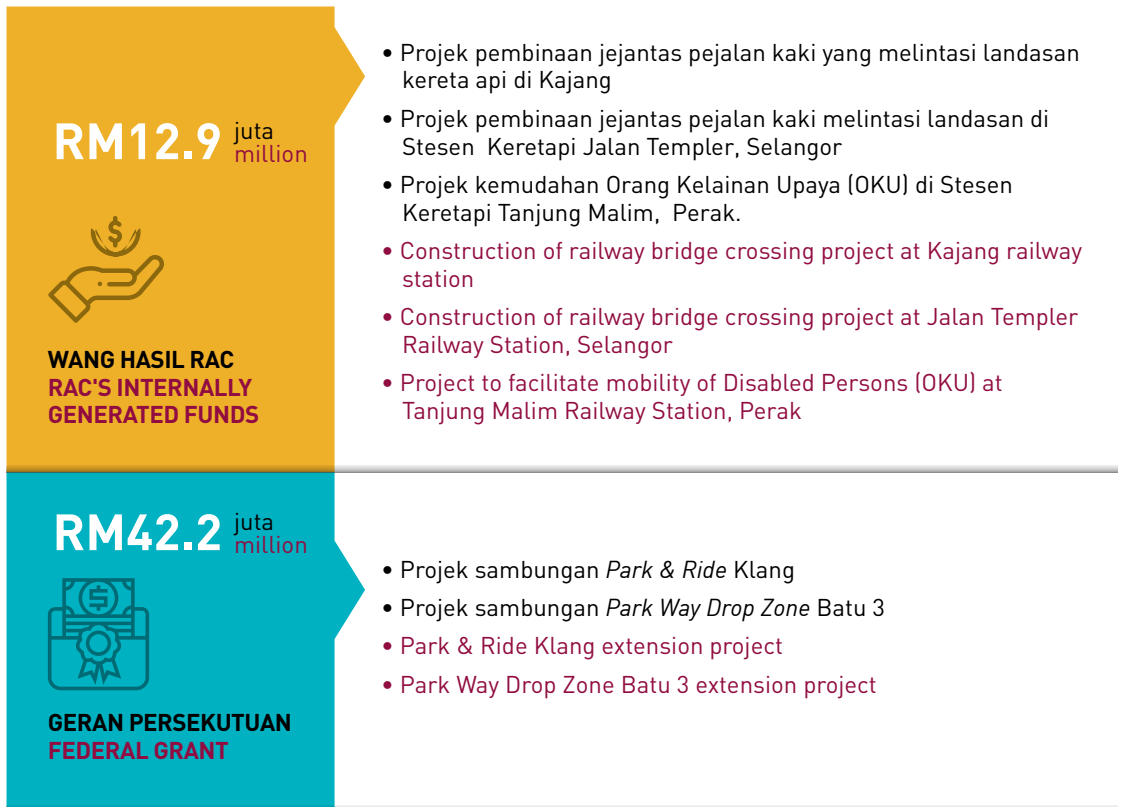 RM12.9 juta
million
WANG HASIL RAC
RAC'S INTERNALLY
GENERATED FUNDS
• Projek pembinaan jejantas pejalan kaki yang melintasi landasan
kereta api di Kajang
• Projek pembinaan jejantas pejalan kaki melintasi landasan di
Stesen Keretapi Jalan Templer, Selangor
• Projek kemudahan Orang Kelainan Upaya (OKU) di Stesen
Keretapi Tanjung Malim, Perak.
• Construction of railway bridge crossing project at Kajang railway
station
• Construction of railway bridge crossing project at Jalan Templer
Railway Station, Selangor
• Project to facilitate mobility of Disabled Persons (OKU) at
Tanjung Malim Railway Station, Perak
RM42.2 juta
million
GERAN PERSEKUTUAN
FEDERAL GRANT
• Projek sambungan Park & Ride Klang
• Projek sambungan Park Way Drop Zone Batu 3
• Park & Ride Klang extension project
• Park Way Drop Zone Batu 3 extension project